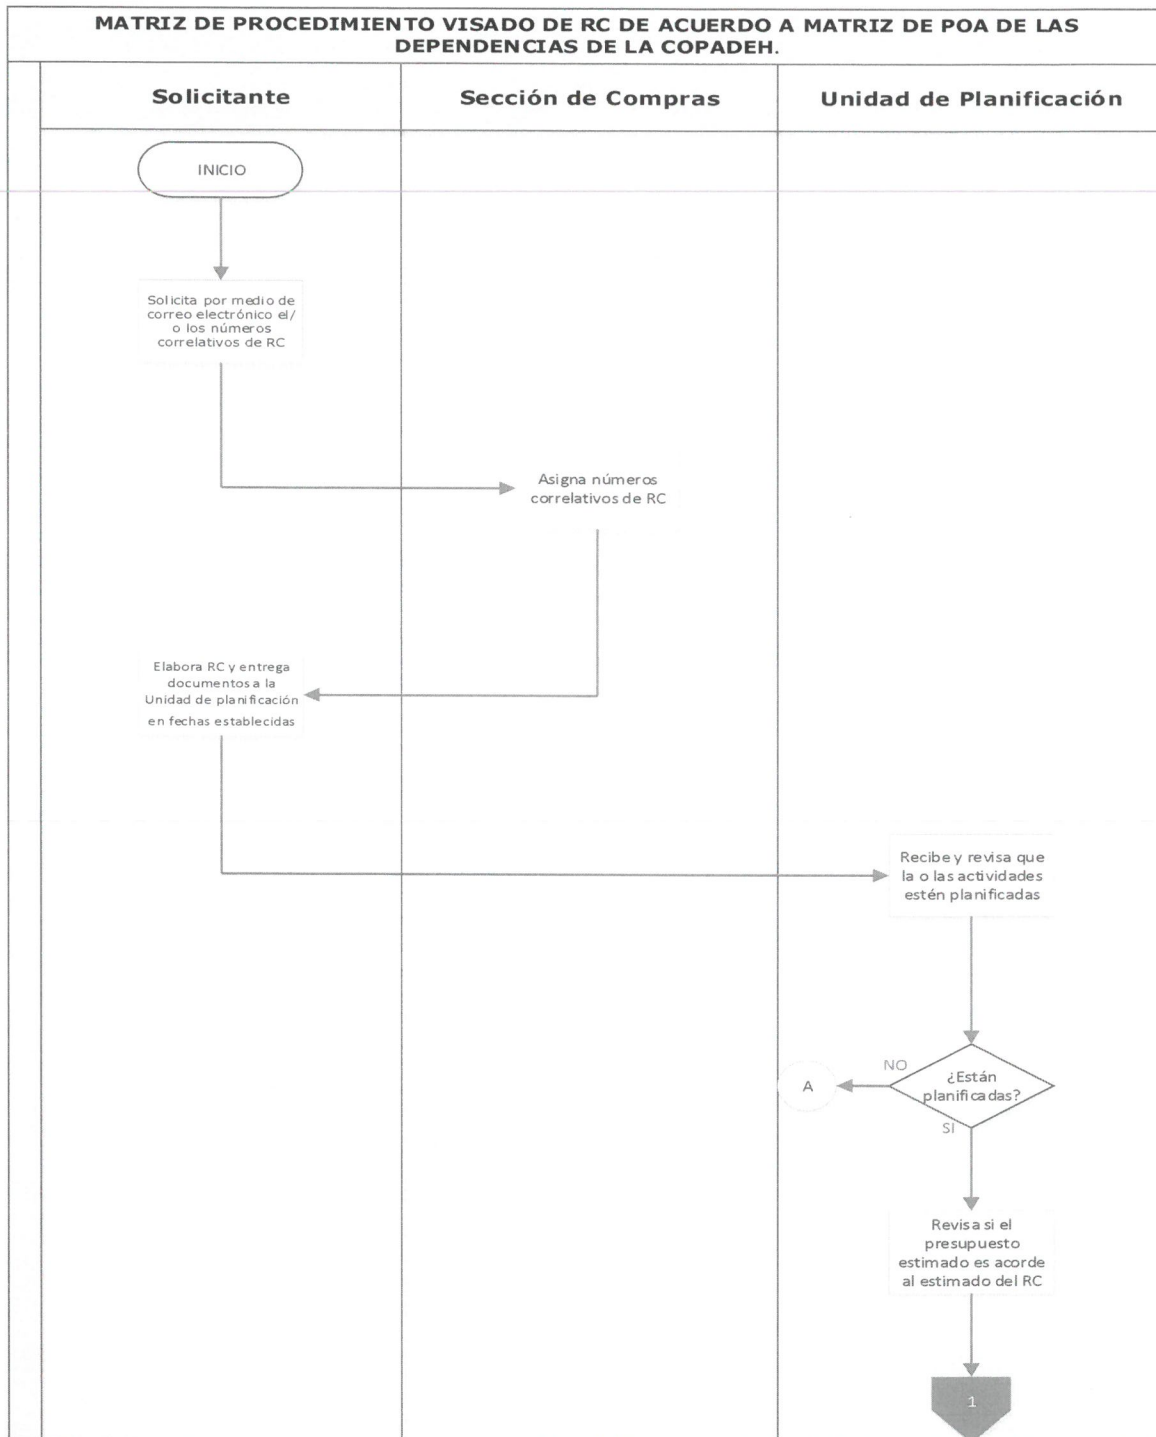 MATRIZ DE PROCEDIMIENTO VISADO DE RC DE ACUERDO A MATRIZ DE POA DE LAS
DEPENDENCIAS DE LA COPADEH.
Solicitante
Sección de Compras
Unidad de Planificación
INICIO
Solicita por medio de
correo electrónico el/
o los números
correlativos de RC
Asigna números
correlativos de RC
Elabora RC y entrega
documentos a la
Unidad de planificación
en fechas establecidas
Recibe y revisa que
la o las actividades
estén planificadas
¿Están
planificadas?
NO
A
SI
Revisa si el
presupuesto
estimado es acorde
al estimado del RC
1